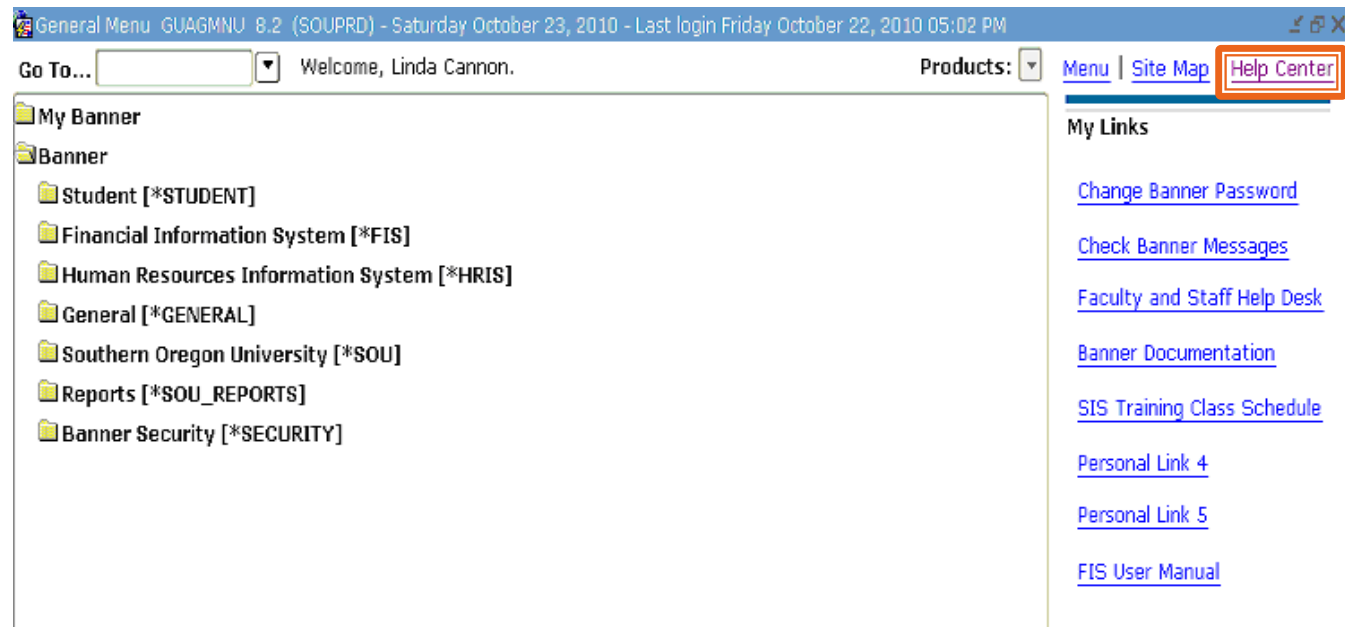 General Menu GUAGMNU 8.2 (SOUPRD) - Saturday October 23, 2010 - Last login Friday October 22, 2010 05:02 PM
Go To... Welcome, Linda Cannon. Products: Menu | Site Map Help Center
My Banner
Banner
Student [*STUDENT]
Financial Information System [*FIS]
Human Resources Information System [*HRIS]
General [*GENERAL]
Southern Oregon University [*SOU]
Reports [*SOU_REPORTS]
Banner Security [*SECURITY]
My Links
Change Banner Password
Check Banner Messages
Faculty and Staff Help Desk
Banner Documentation
SIS Training Class Schedule
Personal Link 4
Personal Link 5
FIS User Manual